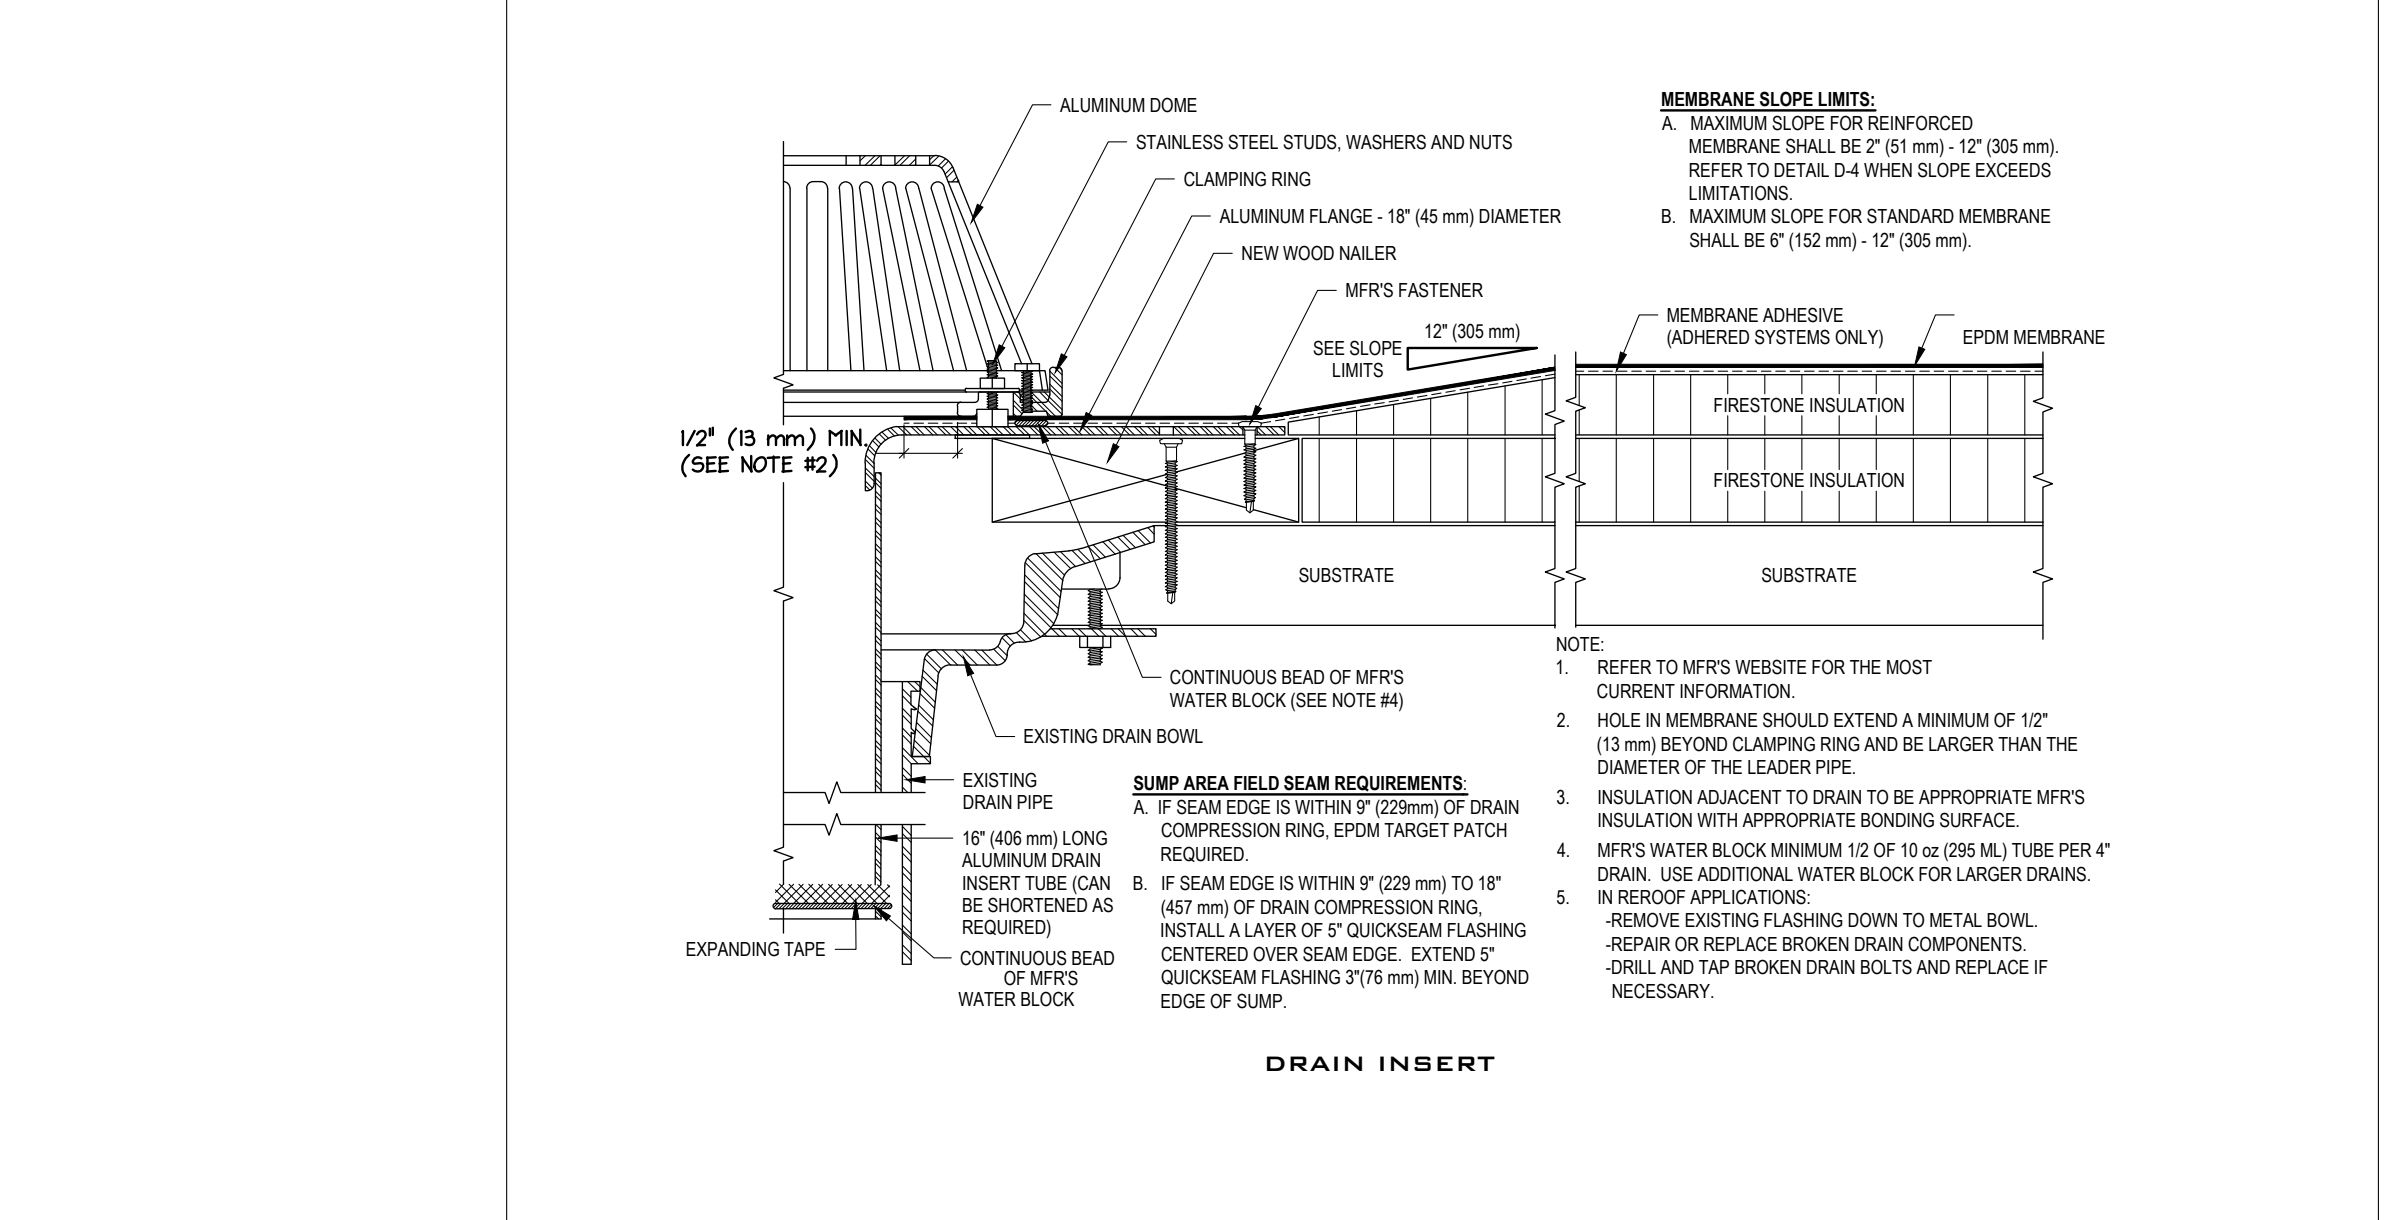 ALUMINUM DOME
STAINLESS STEEL STUDS, WASHERS AND NUTS
CLAMPING RING
ALUMINUM FLANGE - 18" (45 mm) DIAMETER
NEW WOOD NAILER
MFR'S FASTENER
12" (305 mm)
SEE SLOPE
LIMITS
MEMBRANE SLOPE LIMITS:
A. MAXIMUM SLOPE FOR REINFORCED
MEMBRANE SHALL BE 2" (51 mm) - 12" (305 mm).
REFER TO DETAIL D-4 WHEN SLOPE EXCEEDS
LIMITATIONS.
B. MAXIMUM SLOPE FOR STANDARD MEMBRANE
SHALL BE 6" (152 mm) - 12" (305 mm).
MEMBRANE ADHESIVE
(ADHERED SYSTEMS ONLY)
EPDM MEMBRANE
FIRESTONE INSULATION
FIRESTONE INSULATION
1/2" (13 mm) MIN.
(SEE NOTE #2)
SUBSTRATE
SUBSTRATE
CONTINUOUS BEAD OF MFR'S
WATER BLOCK (SEE NOTE #4)
EXISTING DRAIN BOWL
EXISTING
DRAIN PIPE
16" (406 mm) LONG
ALUMINUM DRAIN
INSERT TUBE (CAN
BE SHORTENED AS
REQUIRED)
EXPANDING TAPE
CONTINUOUS BEAD
OF MFR'S
WATER BLOCK
SUMP AREA FIELD SEAM REQUIREMENTS:
A. IF SEAM EDGE IS WITHIN 9" (229mm) OF DRAIN
COMPRESSION RING, EPDM TARGET PATCH
REQUIRED.
B. IF SEAM EDGE IS WITHIN 9" (229 mm) TO 18"
(457 mm) OF DRAIN COMPRESSION RING,
INSTALL A LAYER OF 5" QUICKSEAM FLASHING
CENTERED OVER SEAM EDGE. EXTEND 5"
QUICKSEAM FLASHING 3"(76 mm) MIN. BEYOND
EDGE OF SUMP.
NOTE:
1. REFER TO MFR'S WEBSITE FOR THE MOST
CURRENT INFORMATION.
2. HOLE IN MEMBRANE SHOULD EXTEND A MINIMUM OF 1/2"
(13 mm) BEYOND CLAMPING RING AND BE LARGER THAN THE
DIAMETER OF THE LEADER PIPE.
3. INSULATION ADJACENT TO DRAIN TO BE APPROPRIATE MFR'S
INSULATION WITH APPROPRIATE BONDING SURFACE.
4. MFR'S WATER BLOCK MINIMUM 1/2 OF 10 oz (295 ML) TUBE PER 4"
DRAIN. USE ADDITIONAL WATER BLOCK FOR LARGER DRAINS.
5. IN REROOF APPLICATIONS:
-REMOVE EXISTING FLASHING DOWN TO METAL BOWL.
-REPAIR OR REPLACE BROKEN DRAIN COMPONENTS.
-DRILL AND TAP BROKEN DRAIN BOLTS AND REPLACE IF
NECESSARY.
DRAIN INSERT